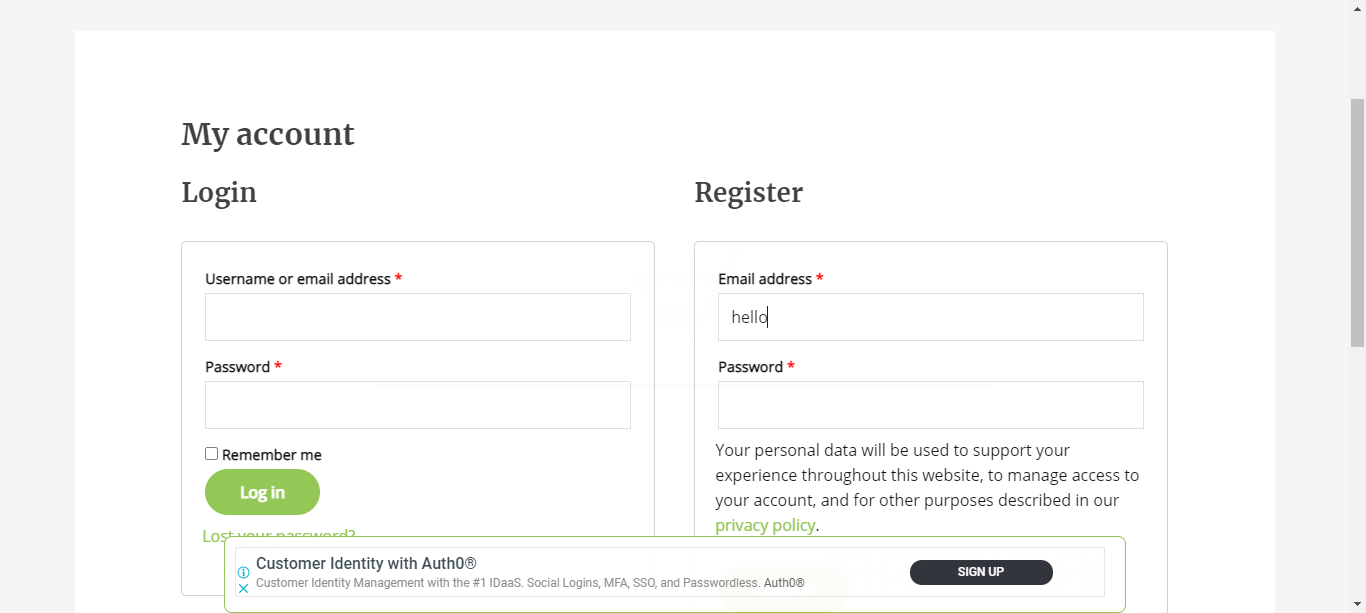 My account
Login
Username or email address *
Password *
Remember me
Log in
Lost your password?
Register
Email address *
hello
Password *
Your personal data will be used to support your
experience throughout this website, to manage access to
your account, and for other purposes described in our
privacy policy.
Customer Identity with Auth0®
Customer Identity Management with the #1 IDaaS. Social Logins, MFA, SSO, and Passwordless. Auth0®
SIGN UP